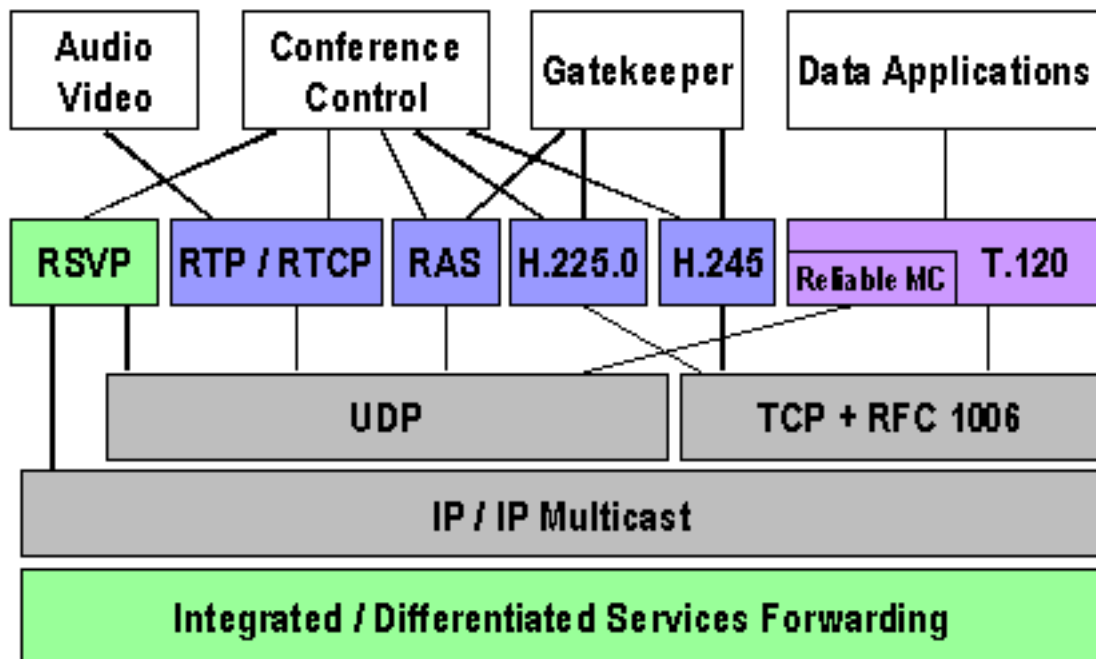 Audio
Video
Conference
Control
Gatekeeper
Data Applications
RSVP
RTP / RTCP
RAS
H.225.0
H.245
Reliable MC
T.120
UDP
TCP + RFC 1006
IP / IP Multicast
Integrated / Differentiated Services Forwarding